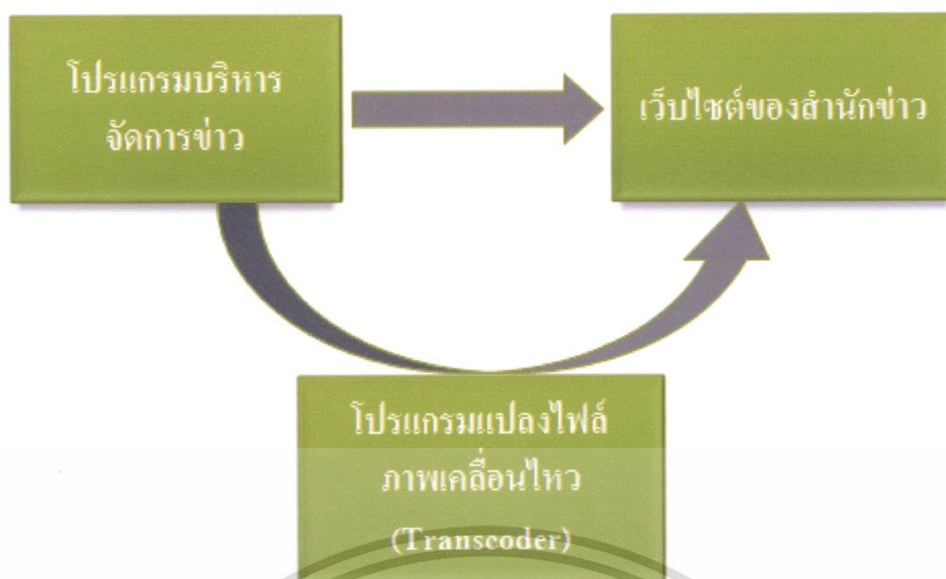 โปรแกรมบริหาร
จัดการข่าว
เว็บไซต์ของสำนักข่าว
โปรแกรมแปลงไฟล์
ภาพเคลื่อนไหว
(Transcoder)